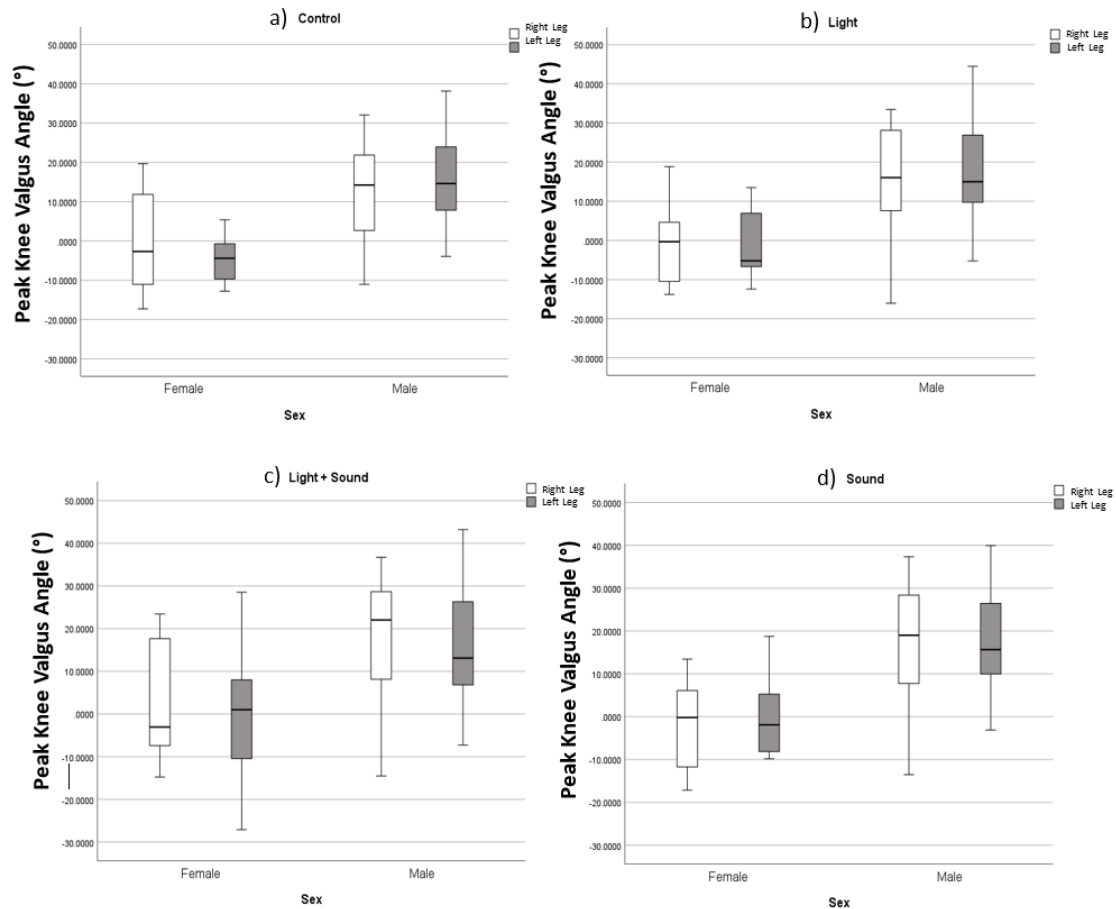 a) Control
Right Leg
Left Leg
Peak Knee Valgus Angle (°)
50.0000
40.0000
30.0000
20.0000
10.0000
.0000
-10.0000
-20.0000
-30.0000
Female Male
Sex
b) Light
Right Leg
Left Leg
Peak Knee Valgus Angle (°)
50.0000
40.0000
30.0000
20.0000
10.0000
.0000
-10.0000
-20.0000
-30.0000
Female Male
Sex
c) Light + Sound
Right Leg
Left Leg
Peak Knee Valgus Angle (°)
50.0000
40.0000
30.0000
20.0000
10.0000
.0000
-10.0000
-20.0000
-30.0000
Female Male
Sex
d) Sound
Right Leg
Left Leg
Peak Knee Valgus Angle (°)
50.0000
40.0000
30.0000
20.0000
10.0000
.0000
-10.0000
-20.0000
-30.0000
Female Male
Sex